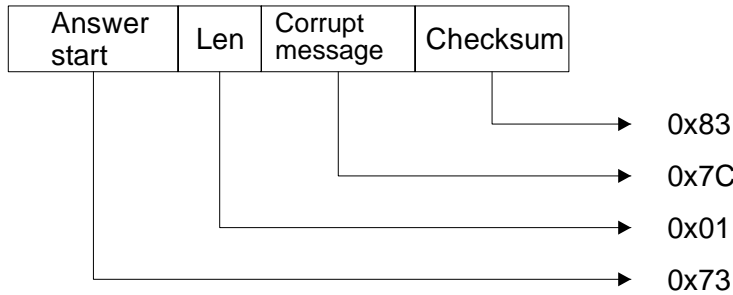 Answer
start
Len
Corrupt
message
Checksum
0x83
0x7C
0x01
0x73